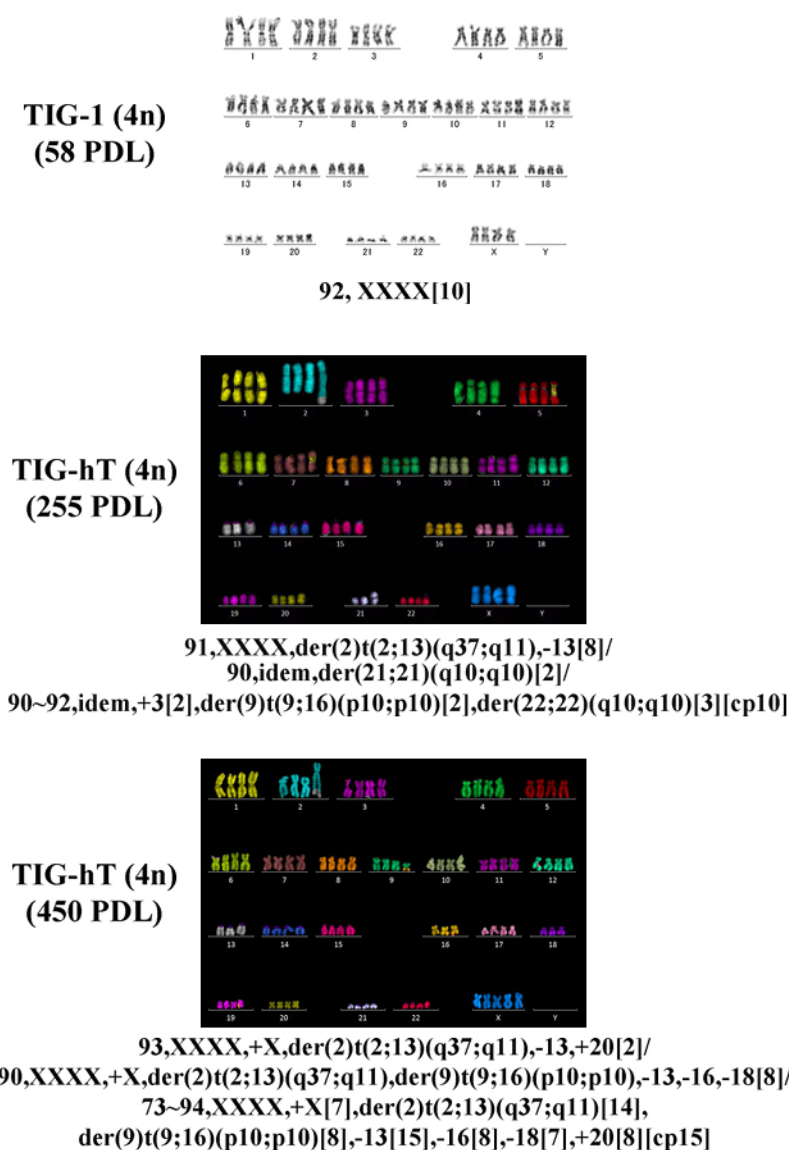 TIG-1 (4n)
(58 PDL)
1 2 3 4 5
6 7 8 9 10 11 12
13 14 15 16 17 18
19 20 21 22 X Y
92, XXXX[10]
TIG-hT (4n)
(255 PDL)
1 2 3 4 5
6 7 8 9 10 11 12
13 14 15 16 17 18
19 20 21 22 X Y
91,XXXX,der(2)t(2;13)(q37;q11),-13[8]/
90,idem,der(21;21)(q10;q10)[2]/
90~92,idem,+3[2],der(9)t(9;16)(p10;p10)[2],der(22;22)(q10;q10)[3][cp10]
TIG-hT (4n)
(450 PDL)
1 2 3 4 5
6 7 8 9 10 11 12
13 14 15 16 17 18
19 20 21 22 X Y
93,XXXX,+X,der(2)t(2;13)(q37;q11),-13,+20[2]/
90,XXXX,+X,der(2)t(2;13)(q37;q11),der(9)t(9;16)(p10;p10),-13,-16,-18[8]/
73~94,XXXX,+X[7],der(2)t(2;13)(q37;q11)[14],
der(9)t(9;16)(p10;p10)[8],-13[15],-16[8],-18[7],+20[8][cp15]